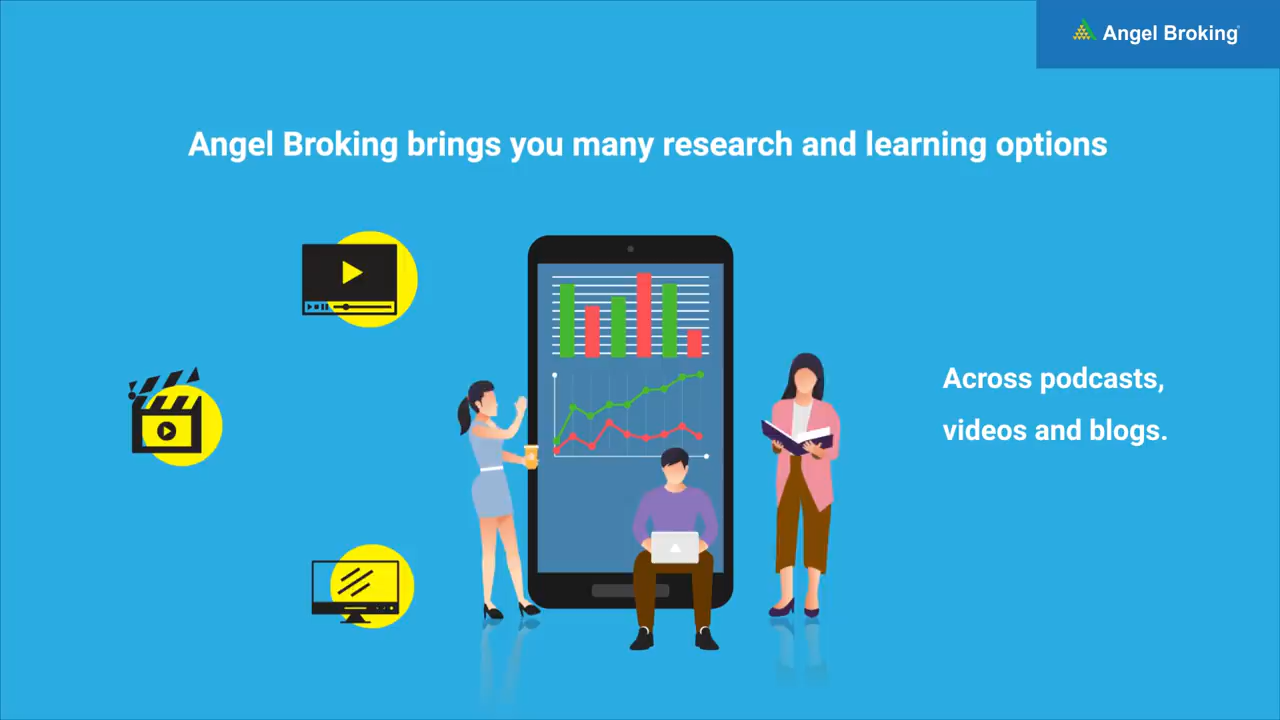 Angel Broking
Angel Broking brings you many research and learning options
Across podcasts,
videos and blogs.